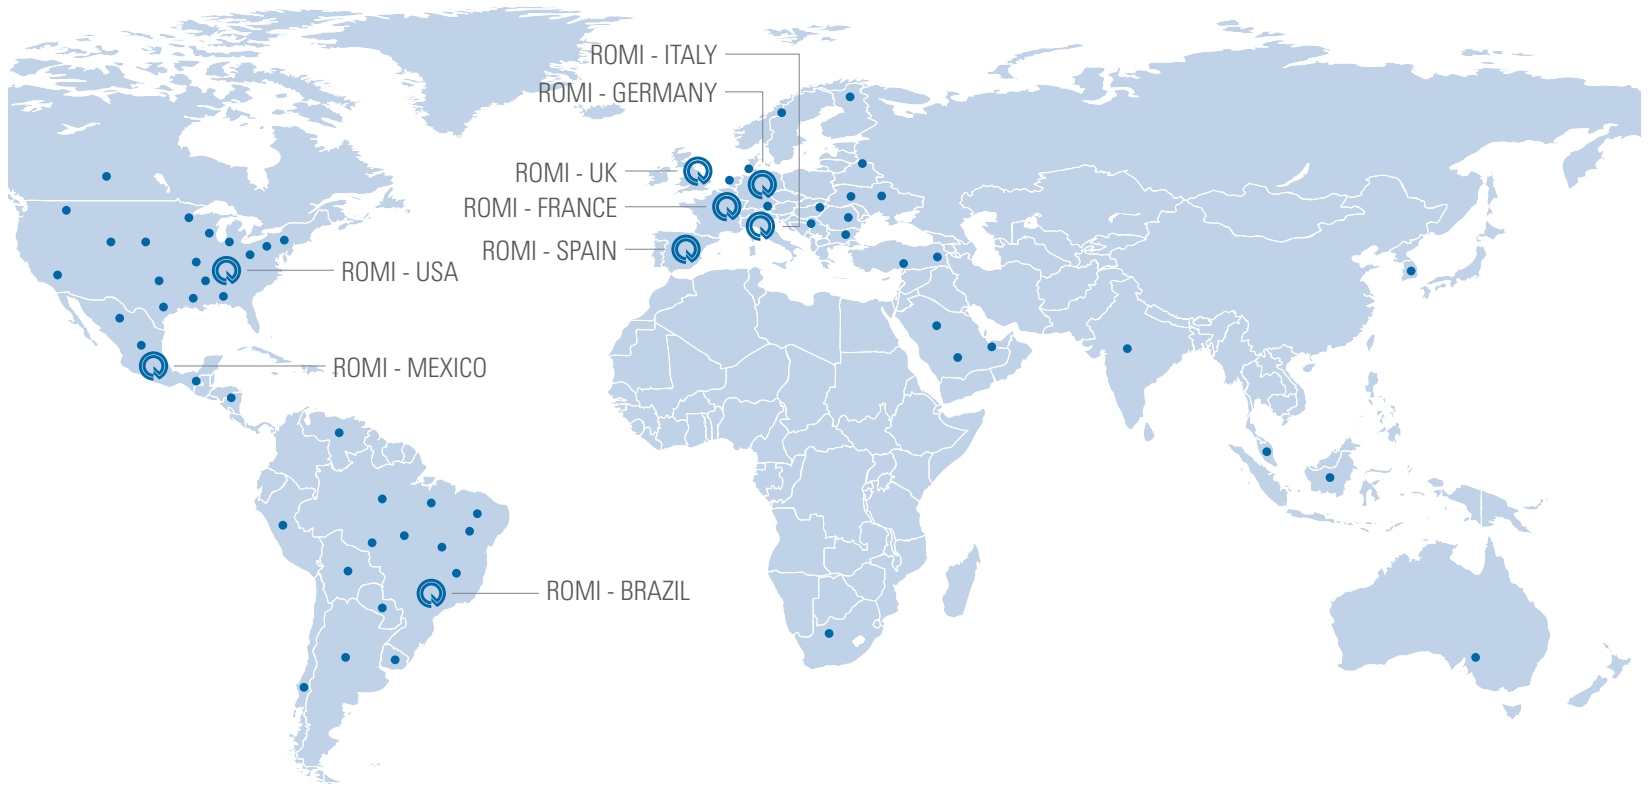 ROMI - ITALY
ROMI - GERMANY
ROMI - UK
ROMI - FRANCE
ROMI - SPAIN
ROMI - USA
ROMI - MEXICO
ROMI - BRAZIL